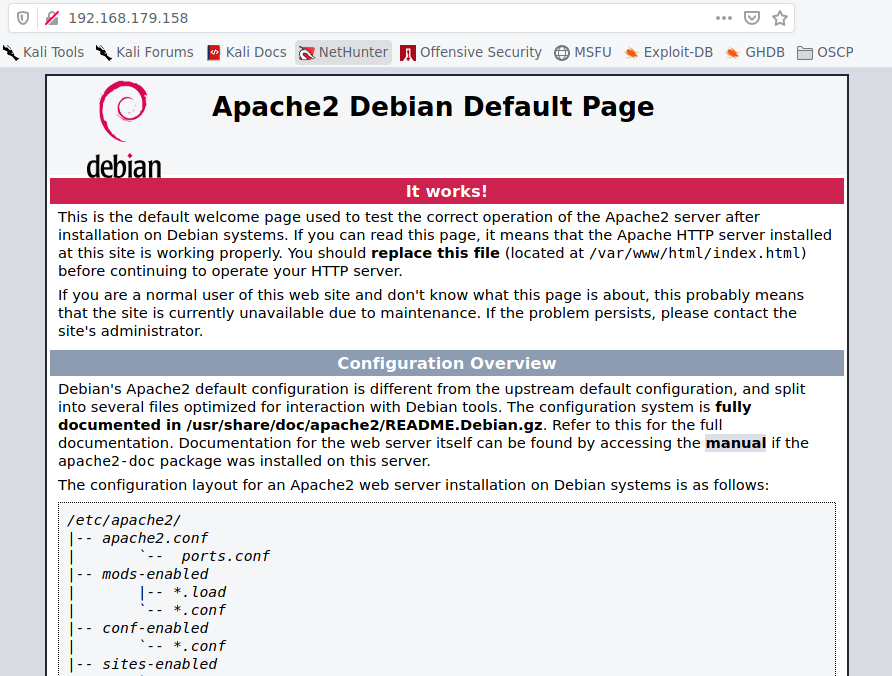 192.168.179.158
Kali Tools Kali Forums Kali Docs NetHunter Offensive Security MSFU Exploit-DB GHDB OSCP
Apache2 Debian Default Page
debian
It works!
This is the default welcome page used to test the correct operation of the Apache2 server after
installation on Debian systems. If you can read this page, it means that the Apache HTTP server installed
at this site is working properly. You should replace this file (located at /var/www/html/index.html)
before continuing to operate your HTTP server.
If you are a normal user of this web site and don't know what this page is about, this probably means
that the site is currently unavailable due to maintenance. If the problem persists, please contact the
site's administrator.
Configuration Overview
Debian's Apache2 default configuration is different from the upstream default configuration, and split
into several files optimized for interaction with Debian tools. The configuration system is fully
documented in /usr/share/doc/apache2/README.Debian.gz. Refer to this for the full
documentation. Documentation for the web server itself can be found by accessing the manual if the
apache2-doc package was installed on this server.
The configuration layout for an Apache2 web server installation on Debian systems is as follows:
/etc/apache2/
|-- apache2.conf
|       `--  ports.conf
|-- mods-enabled
|       |-- *.load
|       `-- *.conf
|-- conf-enabled
|       `-- *.conf
|-- sites-enabled